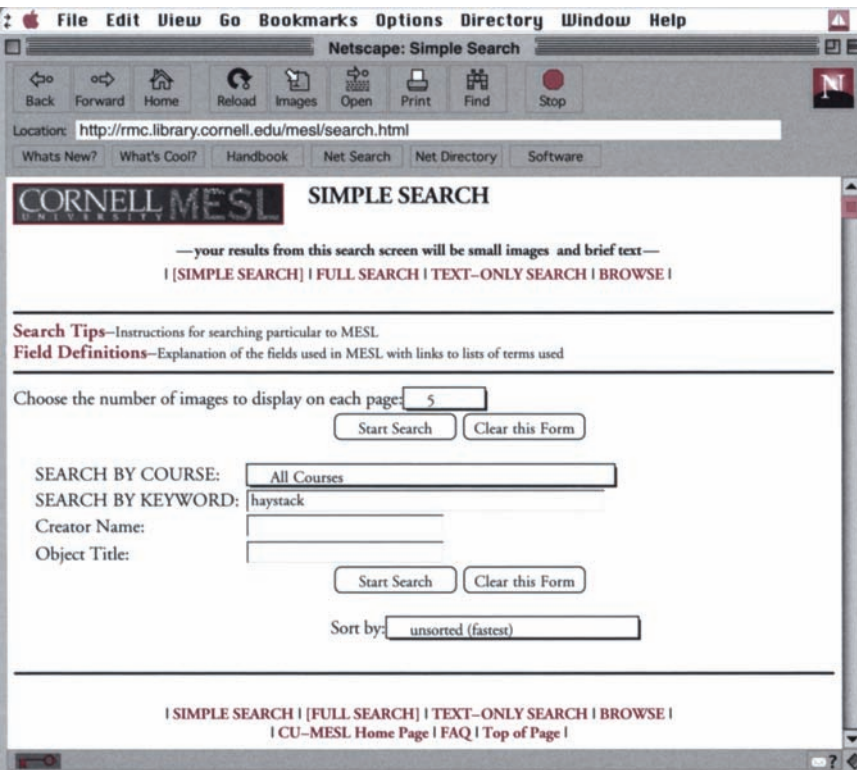 File Edit View Go Bookmarks Options Directory Window Help
Netscape: Simple Search
Back Forward Home Reload Images Open Print Find Stop
N
Location: http://rmc.library.cornell.edu/mesl/search.html
Whats New? What's Cool? Handbook Net Search Net Directory Software
CORNELL MESL SIMPLE SEARCH
UNIVERSITY
—your results from this search screen will be small images and brief text—
| [SIMPLE SEARCH] | FULL SEARCH | TEXT–ONLY SEARCH | BROWSE |
Search Tips–Instructions for searching particular to MESL
Field Definitions–Explanation of the fields used in MESL with links to lists of terms used
Choose the number of images to display on each page: 5
Start Search Clear this Form
SEARCH BY COURSE: All Courses
SEARCH BY KEYWORD: haystack
Creator Name:
Object Title:
Start Search Clear this Form
Sort by: unsorted (fastest)
| SIMPLE SEARCH | [FULL SEARCH] | TEXT–ONLY SEARCH | BROWSE |
| CU–MESL Home Page | FAQ | Top of Page |
?